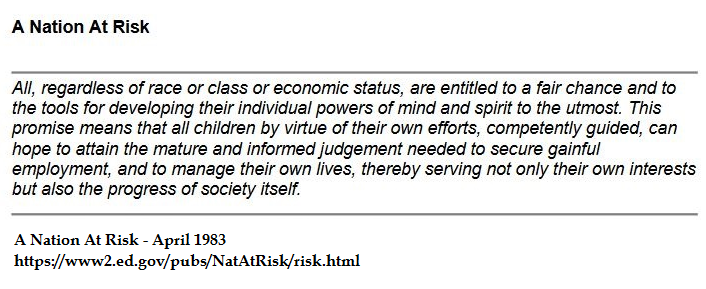 A Nation At Risk
All, regardless of race or class or economic status, are entitled to a fair chance and to
the tools for developing their individual powers of mind and spirit to the utmost. This
promise means that all children by virtue of their own efforts, competently guided, can
hope to attain the mature and informed judgement needed to secure gainful
employment, and to manage their own lives, thereby serving not only their own interests
but also the progress of society itself.
A Nation At Risk - April 1983
https://www2.ed.gov/pubs/NatAtRisk/risk.html